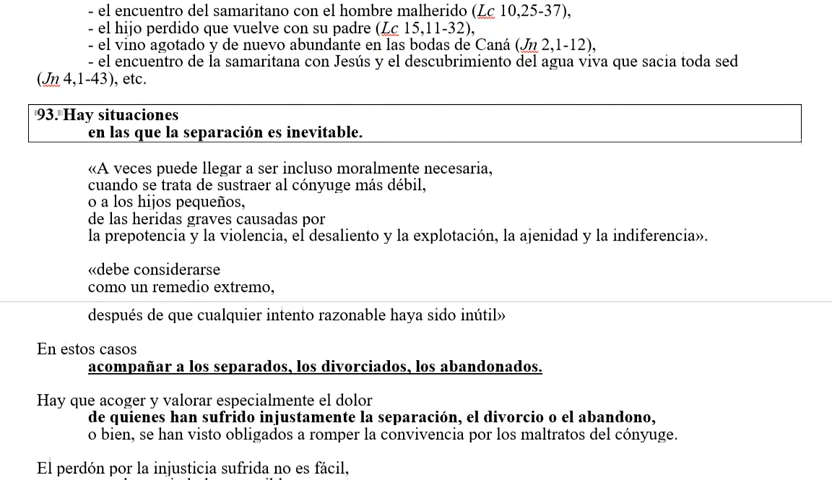 - el encuentro del samaritano con el hombre malherido (Lc 10,25-37),
- el hijo perdido que vuelve con su padre (Lc 15,11-32),
- el vino agotado y de nuevo abundante en las bodas de Caná (Jn 2,1-12),
- el encuentro de la samaritana con Jesús y el descubrimiento del agua viva que sacia toda sed
(Jn 4,1-43), etc.
93. Hay situaciones
en las que la separación es inevitable.
«A veces puede llegar a ser incluso moralmente necesaria,
cuando se trata de sustraer al cónyuge más débil,
o a los hijos pequeños,
de las heridas graves causadas por
la prepotencia y la violencia, el desaliento y la explotación, la ajenidad y la indiferencia».
«debe considerarse
como un remedio extremo,
después de que cualquier intento razonable haya sido inútil»
En estos casos
acompañar a los separados, los divorciados, los abandonados.
Hay que acoger y valorar especialmente el dolor
de quienes han sufrido injustamente la separación, el divorcio o el abandono,
o bien, se han visto obligados a romper la convivencia por los maltratos del cónyuge.
El perdón por la injusticia sufrida no es fácil,